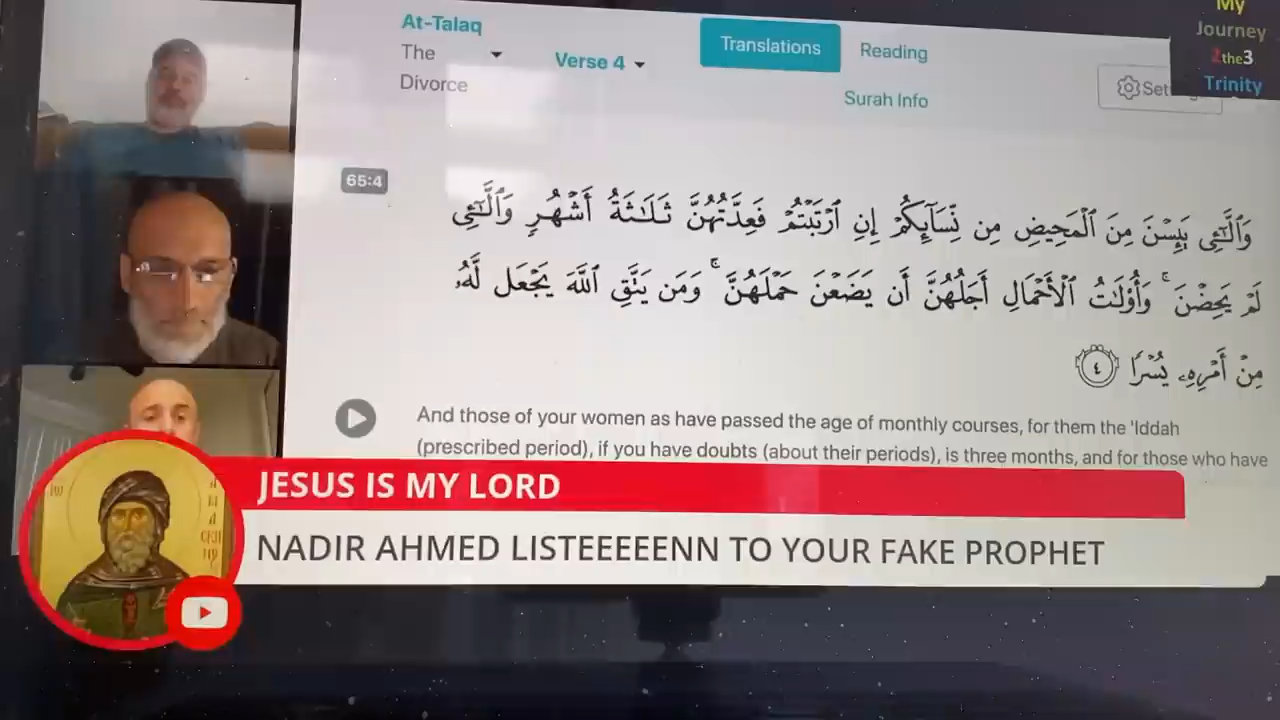 My
Journey
2the3
Trinity
At-Talaq
The
Divorce
Verse 4
Translations
Reading
Surah Info
65:4
وَٱلَّـٰٓـِٔى يَئِسْنَ مِنَ ٱلْمَحِيضِ مِن نِّسَآئِكُمْ إِنِ ٱرْتَبْتُمْ فَعِدَّتُهُنَّ ثَلَـٰثَةُ أَشْهُرٍ وَٱلَّـٰٓـِٔى
لَمْ يَحِضْنَ ۚ وَأُو۟لَـٰتُ ٱلْأَحْمَالِ أَجَلُهُنَّ أَن يَضَعْنَ حَمْلَهُنَّ ۚ وَمَن يَتَّقِ ٱللَّهَ يَجْعَل لَّهُۥ
مِنْ أَمْرِهِۦ يُسْرًا ٤
And those of your women as have passed the age of monthly courses, for them the 'Iddah
(prescribed period), if you have doubts (about their periods), is three months, and for those who have
JESUS IS MY LORD
NADIR AHMED LISTEEEEENN TO YOUR FAKE PROPHET